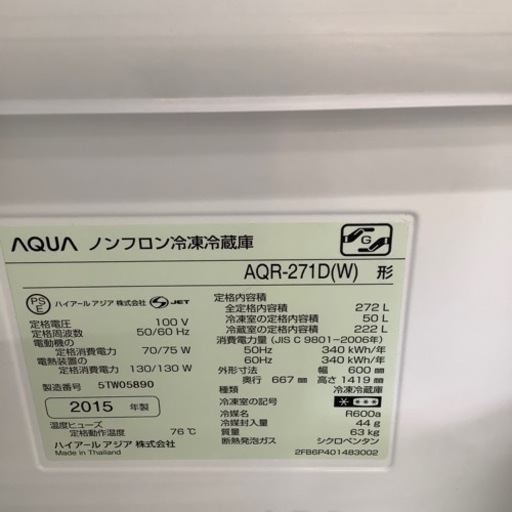 AQUA ノンフロン冷凍冷蔵庫
G
AQR-271D(W) 形
PSE ハイアール アジア 株式会社 JET
定格電圧 100 V
定格周波数 50/60 Hz
電動機の
定格消費電力 70/75 W
電熱装置の
定格消費電力 130/130 W
製造番号 5TW05890
2015 年製
温度ヒューズ
定格動作温度 76℃
ハイアール アジア 株式会社
Made in Thailand
定格内容積
全定格内容積 272 L
冷凍室の定格内容積 50 L
冷蔵室の定格内容積 222 L
消費電力量 (JIS C 9801-2006年)
50Hz 340 kWh/年
60Hz 340 kWh/年
外形寸法 幅 600 mm
奥行 667 mm 高さ 1419 mm
種類 冷凍冷蔵庫
冷凍室の記号
冷媒名 R600a
冷媒封入量 44 g
質量 63 kg
断熱発泡ガス シクロペンタン
2FB6P401483002